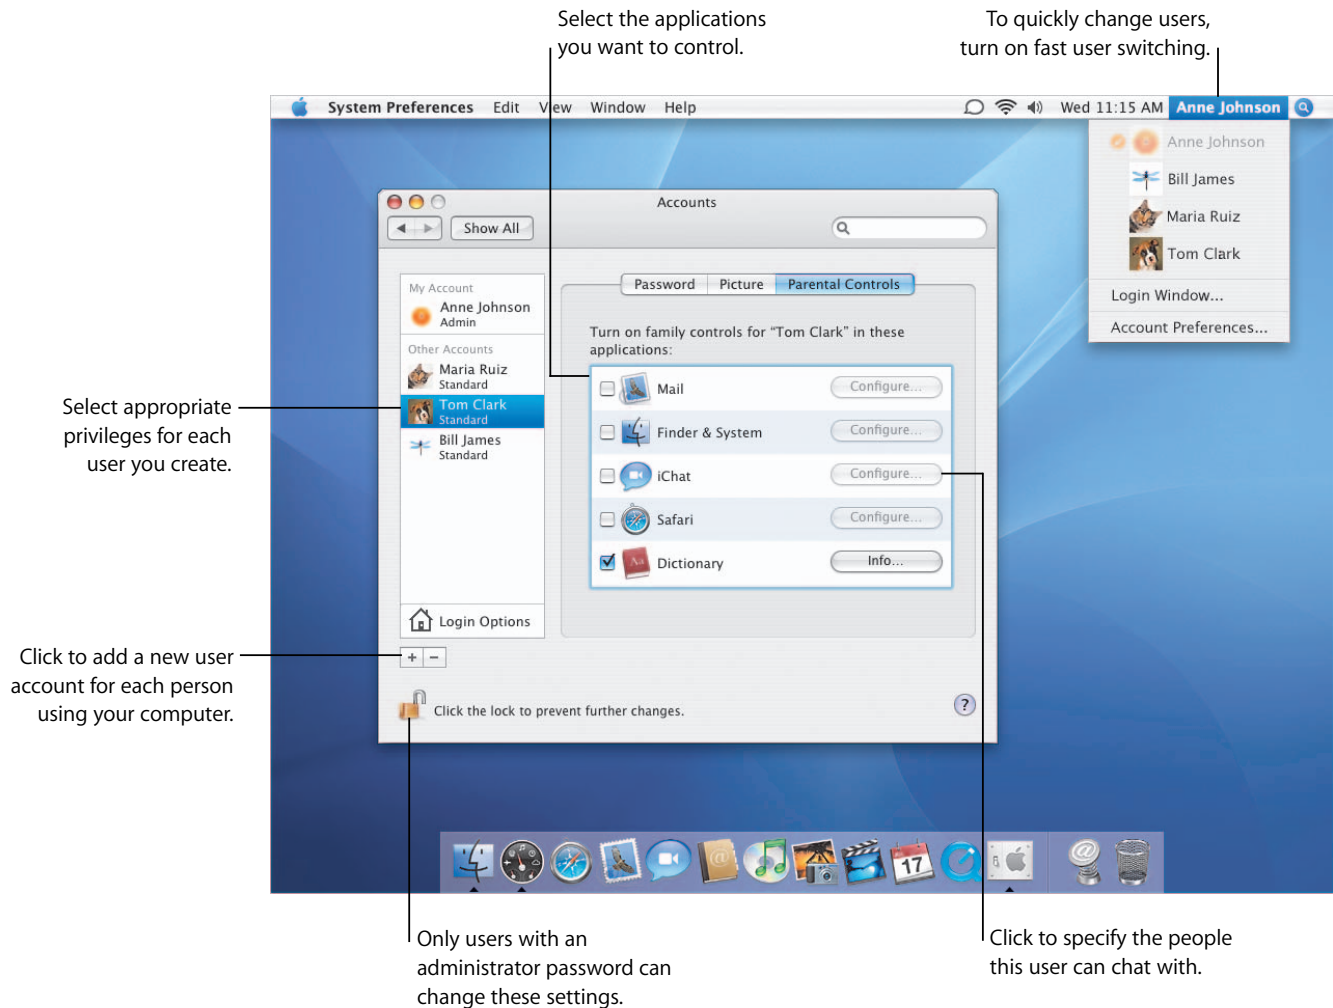 Select the applications
you want to control.
To quickly change users,
turn on fast user switching.
System Preferences Edit View Window Help
Wed 11:15 AM Anne Johnson
Anne Johnson
Bill James
Maria Ruiz
Tom Clark
Login Window...
Account Preferences...
Accounts
Show All
Password Picture Parental Controls
My Account
Anne Johnson
Admin
Other Accounts
Maria Ruiz
Standard
Tom Clark
Standard
Bill James
Standard
Login Options
Turn on family controls for “Tom Clark” in these
applications:
Mail Configure...
Finder & System Configure...
iChat Configure...
Safari Configure...
Aa Dictionary Info...
+ −
Click the lock to prevent further changes.
?
Select appropriate
privileges for each
user you create.
Click to add a new user
account for each person
using your computer.
@
17
@
Only users with an
administrator password can
change these settings.
Click to specify the people
this user can chat with.